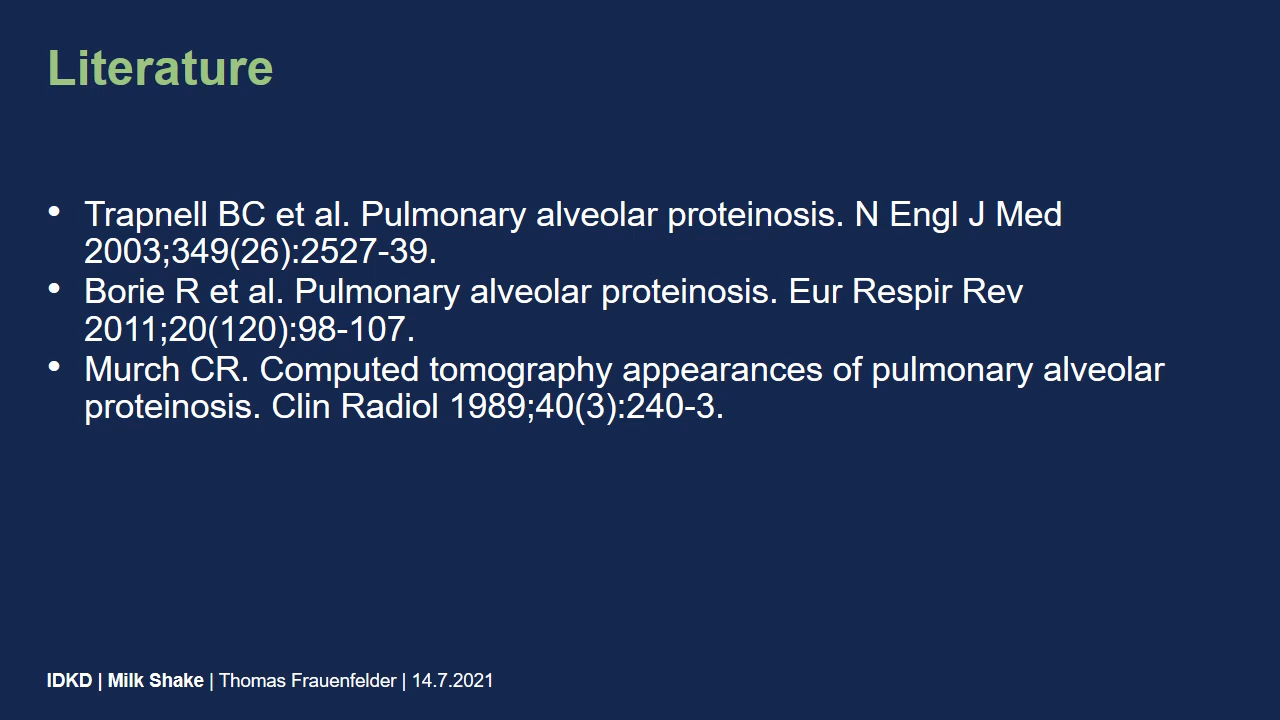 Literature
• Trapnell BC et al. Pulmonary alveolar proteinosis. N Engl J Med
2003;349(26):2527-39.
• Borie R et al. Pulmonary alveolar proteinosis. Eur Respir Rev
2011;20(120):98-107.
• Murch CR. Computed tomography appearances of pulmonary alveolar
proteinosis. Clin Radiol 1989;40(3):240-3.
IDKD | Milk Shake | Thomas Frauenfelder | 14.7.2021